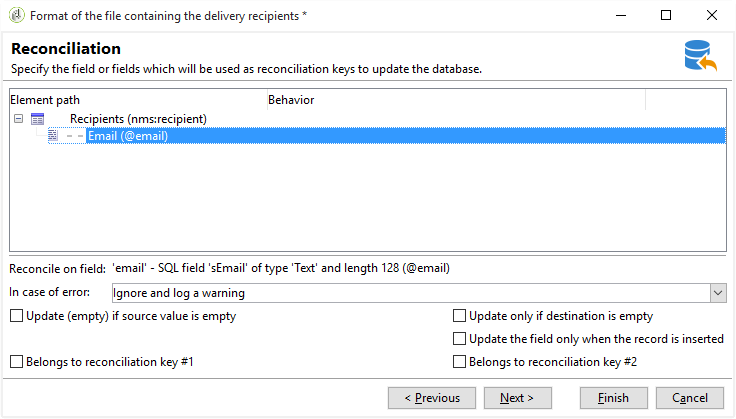 Format of the file containing the delivery recipients *
Reconciliation
Specify the field or fields which will be used as reconciliation keys to update the database.
Element path Behavior
Recipients (nms:recipient)
Email (@email)
Reconcile on field: 'email' - SQL field 'sEmail' of type 'Text' and length 128 (@email)
In case of error: Ignore and log a warning
Update (empty) if source value is empty Update only if destination is empty
Update the field only when the record is inserted
Belongs to reconciliation key #1 Belongs to reconciliation key #2
< Previous Next > Finish Cancel